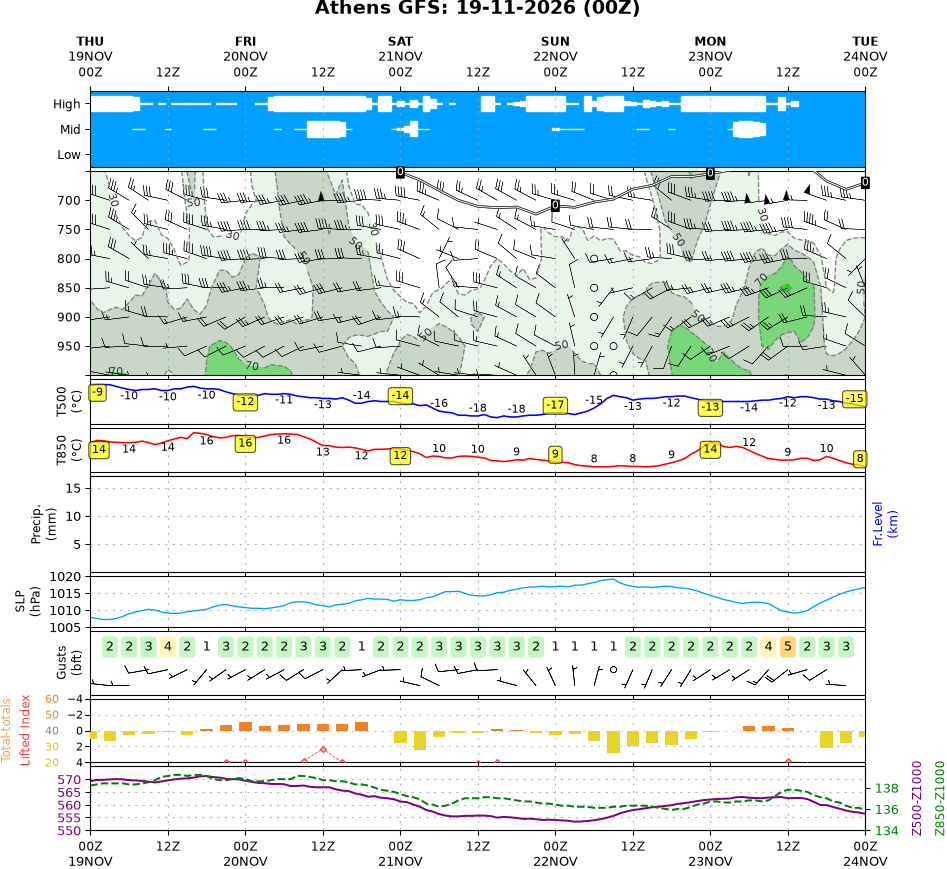 Athens GFS: 19-11-2026 (00Z)
THU FRI SAT SUN MON TUE
19NOV 20NOV 21NOV 22NOV 23NOV 24NOV
00Z 12Z 00Z 12Z 00Z 12Z 00Z 12Z 00Z 12Z 00Z
High
Mid
Low
0 0 0 0
700
750
800
850
900
950
30 50 30 50 50 70 50 30 70 50 50 50 50 30 70 70
T500
(°C)
-9 -10 -10 -10 -12 -11 -13 -14 -14 -16 -18 -18 -17 -15 -13 -12 -13 -14 -12 -13 -15
T850
(°C)
14 14 14 16 16 16 13 12 12 10 10 9 9 8 8 9 14 12 9 10 8
Precip.
(mm)
15
10
5
Fr.Level
(km)
SLP
(hPa)
1020
1015
1010
1005
Gusts
(bft)
2 2 3 4 2 1 3 2 2 2 3 3 2 1 2 2 2 3 3 3 3 3 2 1 1 1 1 2 2 2 2 2 2 2 4 5 2 3 3
Total-totals
Lifted Index
60 −4
50 −2
40 0
30 2
20 4
570
565
560
555
550
138
136
134
Z500-Z1000
Z850-Z1000
00Z 12Z 00Z 12Z 00Z 12Z 00Z 12Z 00Z 12Z 00Z
19NOV 20NOV 21NOV 22NOV 23NOV 24NOV